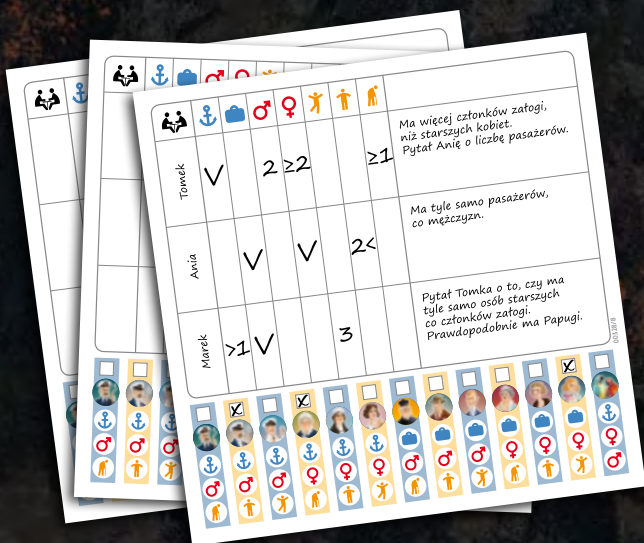 Tomek
V
2
≥2
≥1
Ma więcej członków załogi,
niż starszych kobiet.
Pytał Anię o liczbę pasażerów.
Ania
V
V
2<
Ma tyle samo pasażerów,
co mężczyzn.
Marek
>1
V
3
Pytał Tomka o to, czy ma
tyle samo osób starszych
co członków załogi.
Prawdopodobnie ma Papugi.